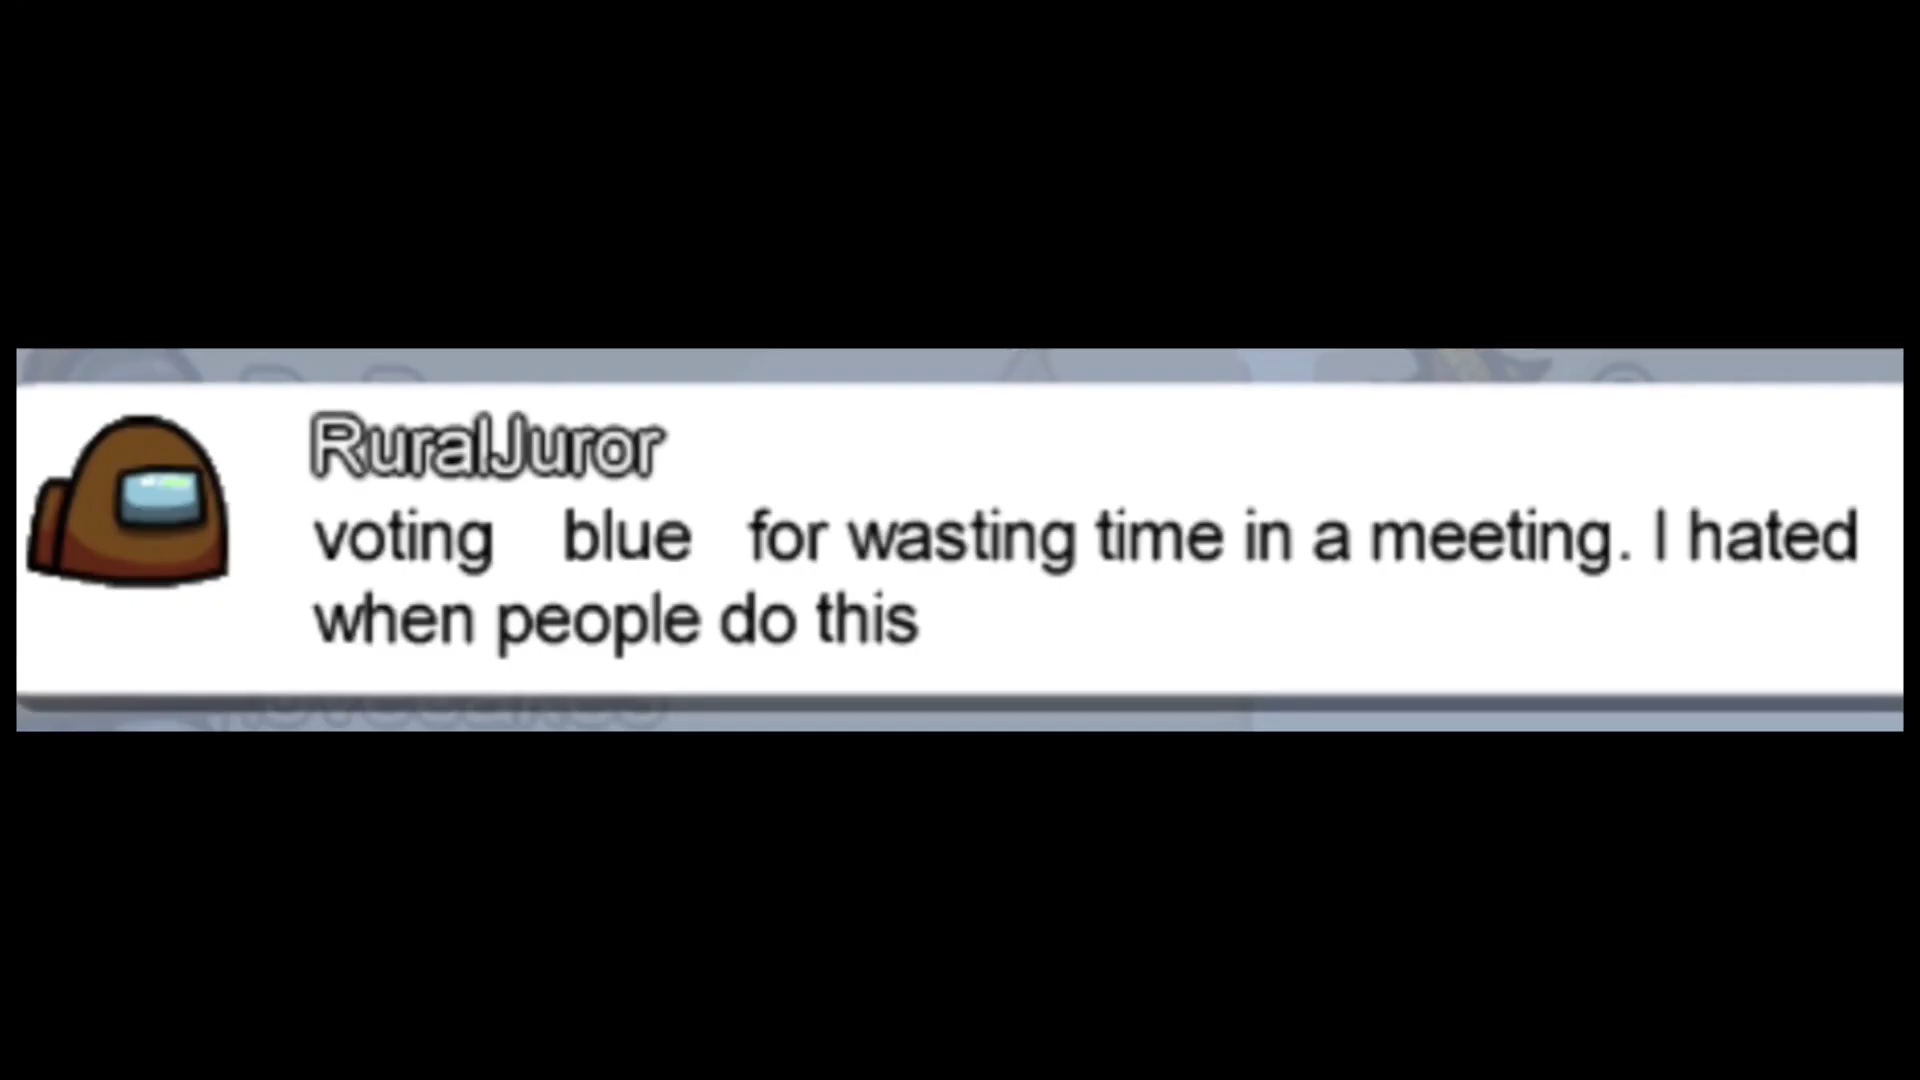 RuralJuror
voting blue for wasting time in a meeting. I hated
when people do this